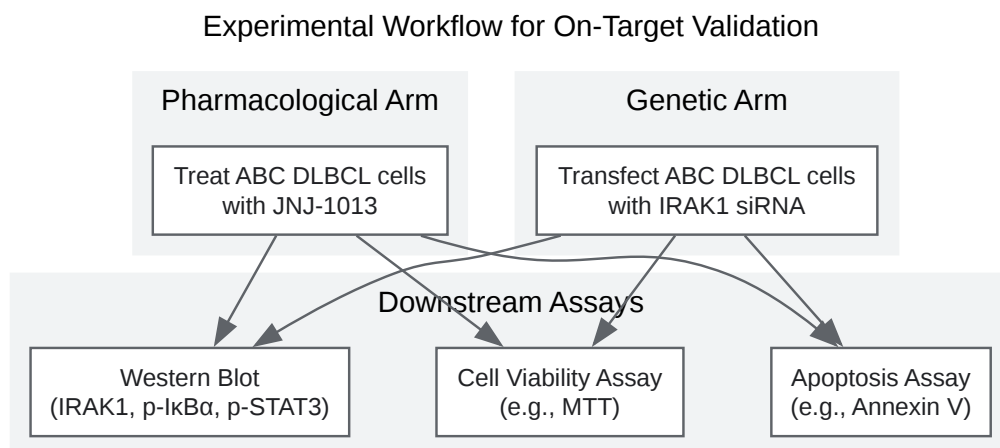 Experimental Workflow for On-Target Validation
Pharmacological Arm
Treat ABC DLBCL cells
with JNJ-1013
Genetic Arm
Transfect ABC DLBCL cells
with IRAK1 siRNA
Downstream Assays
Western Blot
(IRAK1, p-IκBα, p-STAT3)
Cell Viability Assay
(e.g., MTT)
Apoptosis Assay
(e.g., Annexin V)